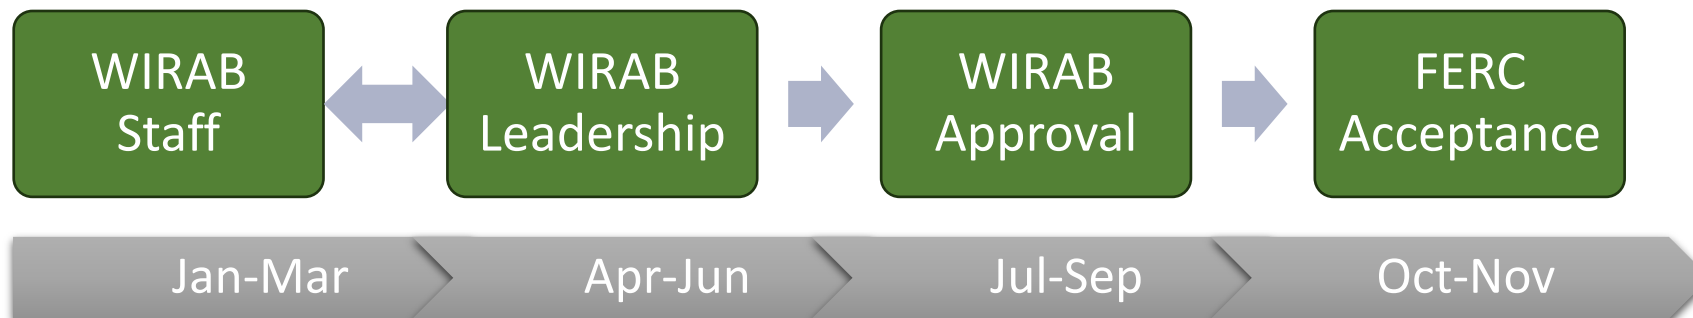 WIRAB
Staff
WIRAB
Leadership
WIRAB
Approval
FERC
Acceptance
Jan-Mar
Apr-Jun
Jul-Sep
Oct-Nov